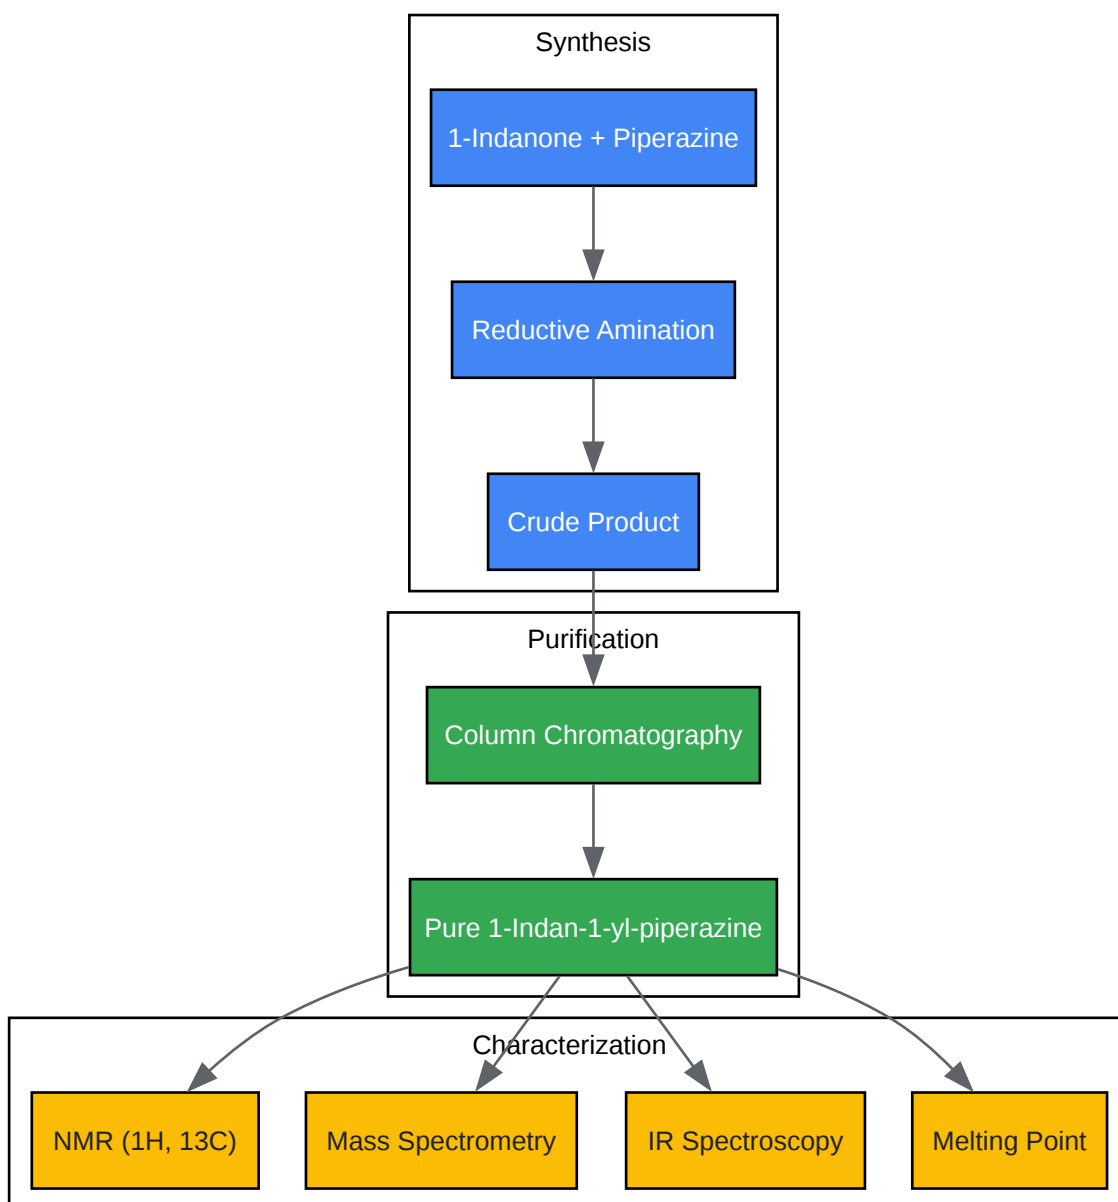 Synthesis
1-Indanone + Piperazine
Reductive Amination
Crude Product
Purification
Column Chromatography
Pure 1-Indan-1-yl-piperazine
Characterization
NMR (1H, 13C)
Mass Spectrometry
IR Spectroscopy
Melting Point